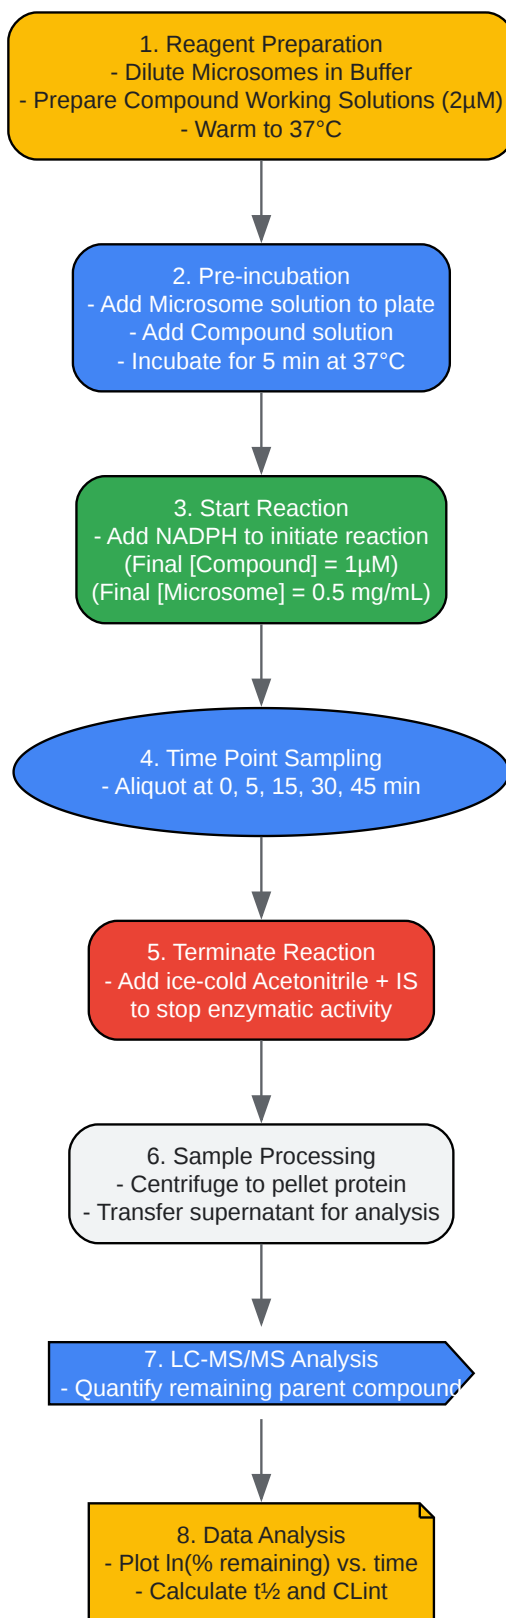 1. Reagent Preparation
- Dilute Microsomes in Buffer
- Prepare Compound Working Solutions (2µM)
- Warm to 37°C
2. Pre-incubation
- Add Microsome solution to plate
- Add Compound solution
- Incubate for 5 min at 37°C
3. Start Reaction
- Add NADPH to initiate reaction
(Final [Compound] = 1µM)
(Final [Microsome] = 0.5 mg/mL)
4. Time Point Sampling
- Aliquot at 0, 5, 15, 30, 45 min
5. Terminate Reaction
- Add ice-cold Acetonitrile + IS
to stop enzymatic activity
6. Sample Processing
- Centrifuge to pellet protein
- Transfer supernatant for analysis
7. LC-MS/MS Analysis
- Quantify remaining parent compound
8. Data Analysis
- Plot ln(% remaining) vs. time
- Calculate t½ and CLint